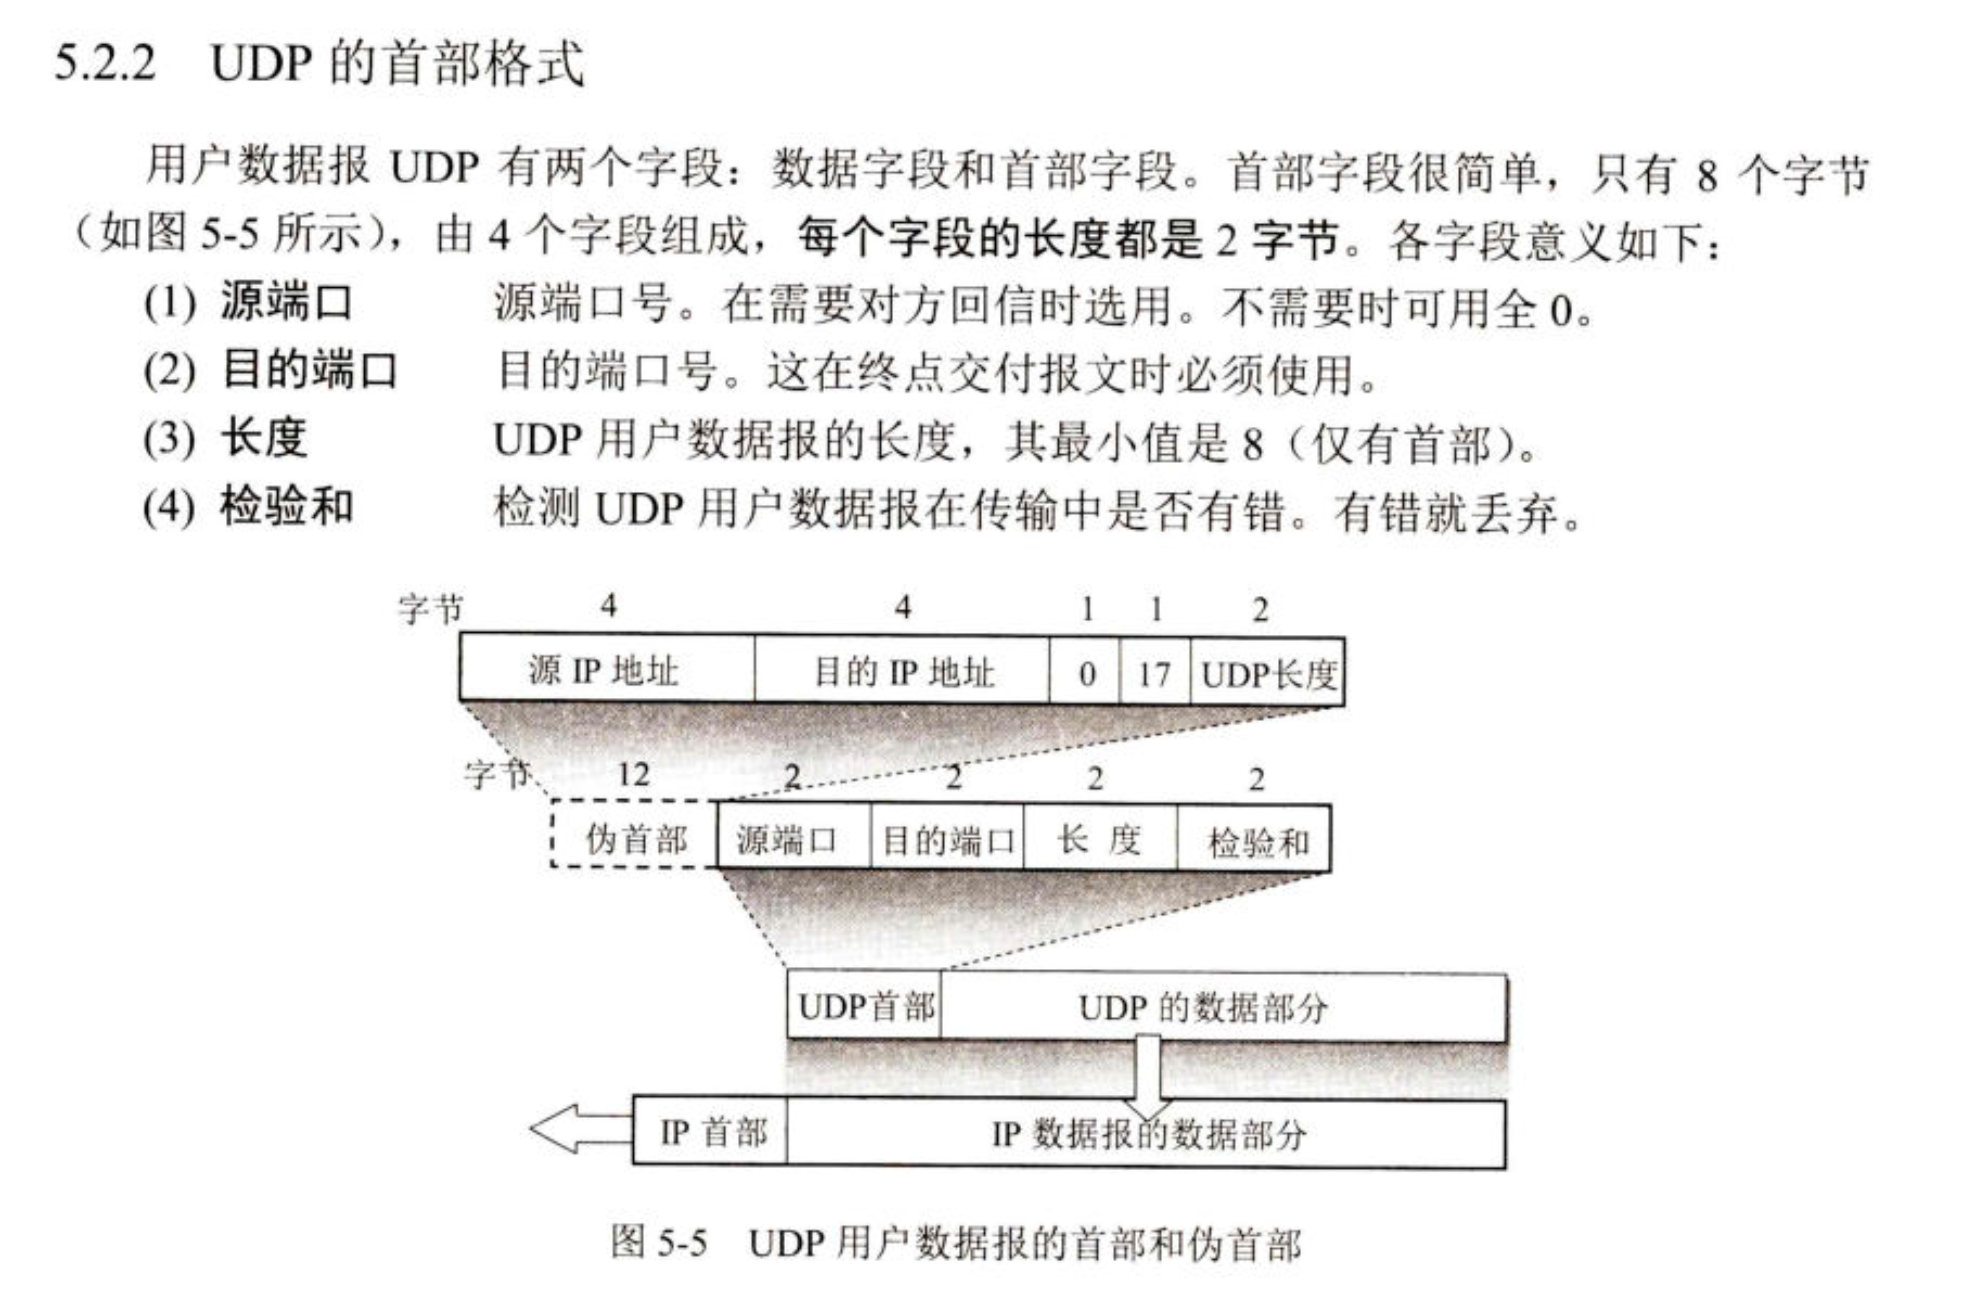 5.2.2 UDP 的首部格式
用户数据报 UDP 有两个字段：数据字段和首部字段。首部字段很简单，只有 8 个字节
（如图 5-5 所示），由 4 个字段组成，每个字段的长度都是 2 字节。各字段意义如下：
(1) 源端口 源端口号。在需要对方回信时选用。不需要时可用全 0。
(2) 目的端口 目的端口号。这在终点交付报文时必须使用。
(3) 长度 UDP 用户数据报的长度，其最小值是 8（仅有首部）。
(4) 检验和 检测 UDP 用户数据报在传输中是否有错。有错就丢弃。
字节 4 4 1 1 2
源 IP 地址 目的 IP 地址 0 17 UDP长度
字节 12 2 2 2 2
伪首部 源端口 目的端口 长 度 检验和
UDP首部 UDP 的数据部分
IP 首部 IP 数据报的数据部分
图 5-5 UDP 用户数据报的首部和伪首部